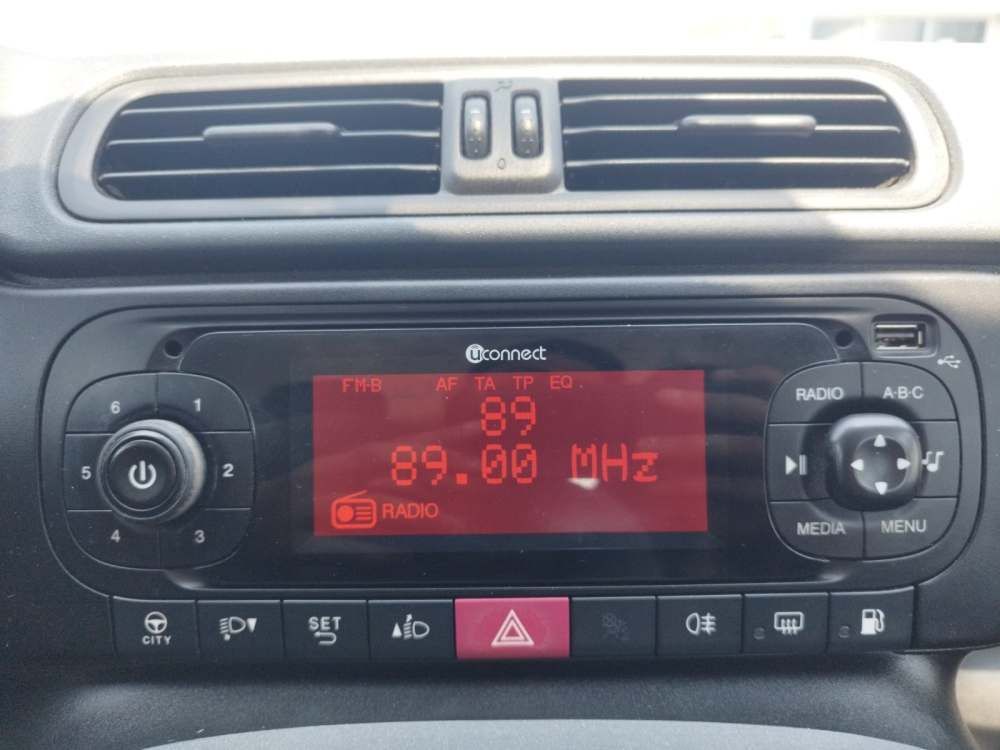 0
uconnect
FM-B AF TA TP EQ
89
89.00 MHz
RADIO
6 1
5 2
4 3
RADIO A-B-C
MEDIA MENU
CITY
SET